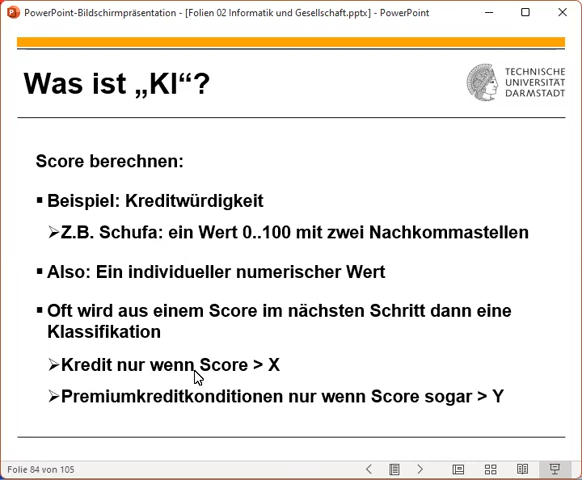 PowerPoint-Bildschirmpräsentation - [Folien 02 Informatik und Gesellschaft.pptx] - PowerPoint
Was ist „KI“?
TECHNISCHE
UNIVERSITÄT
DARMSTADT
Score berechnen:
▪ Beispiel: Kreditwürdigkeit
➢Z.B. Schufa: ein Wert 0..100 mit zwei Nachkommastellen
▪ Also: Ein individueller numerischer Wert
▪ Oft wird aus einem Score im nächsten Schritt dann eine
Klassifikation
➢Kredit nur wenn Score > X
➢Premiumkreditkonditionen nur wenn Score sogar > Y
Folie 84 von 105